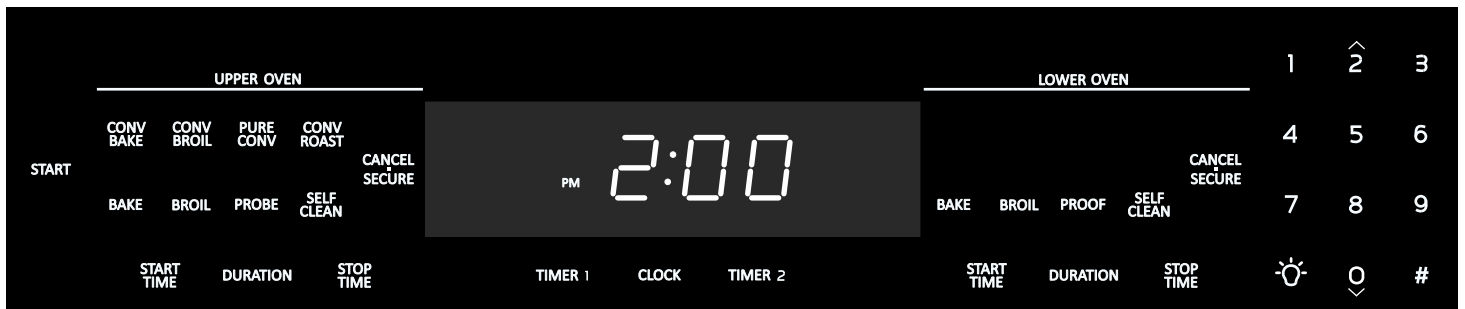 UPPER OVEN
CONV BAKE
CONV BROIL
PURE CONV
CONV ROAST
START
CANCEL
SECURE
BAKE
BROIL
PROBE
SELF CLEAN
START TIME
DURATION
STOP TIME
PM 2:00
TIMER 1
CLOCK
TIMER 2
LOWER OVEN
CANCEL
SECURE
BAKE
BROIL
PROOF
SELF CLEAN
START TIME
DURATION
STOP TIME
1 2 3
4 5 6
7 8 9
0 #